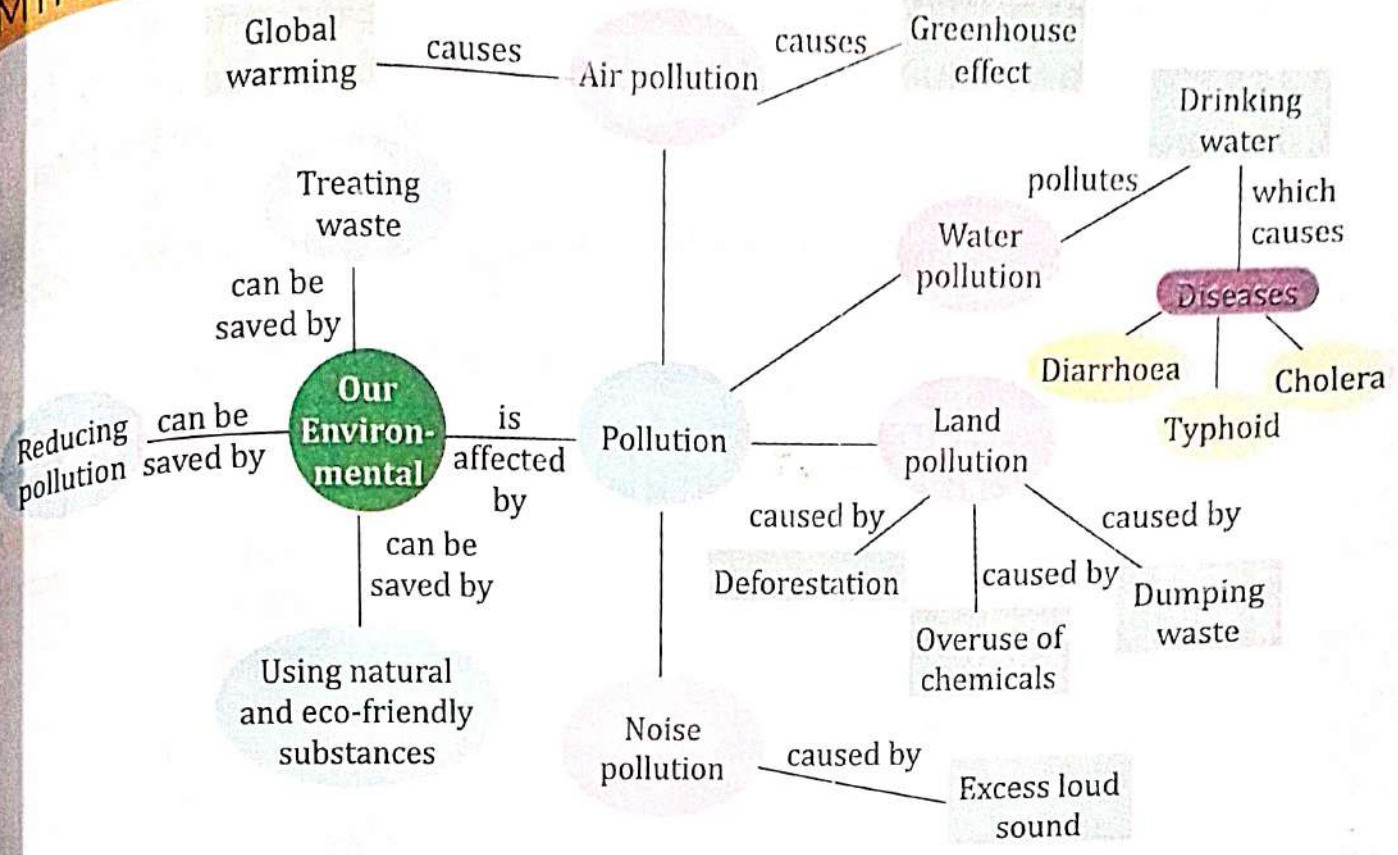 Global
warming
causes
Air pollution
causes
Greenhouse
effect
Drinking
water
pollutes
which
causes
Water
pollution
Diseases
Diarrhoea
Typhoid
Cholera
Treating
waste
can be
saved by
Reducing
pollution
can be
saved by
Our
Environ-
mental
is
affected
by
Pollution
Land
pollution
caused by
Deforestation
caused by
Overuse of
chemicals
caused by
Dumping
waste
can be
saved by
Using natural
and eco-friendly
substances
Noise
pollution
caused by
Excess loud
sound